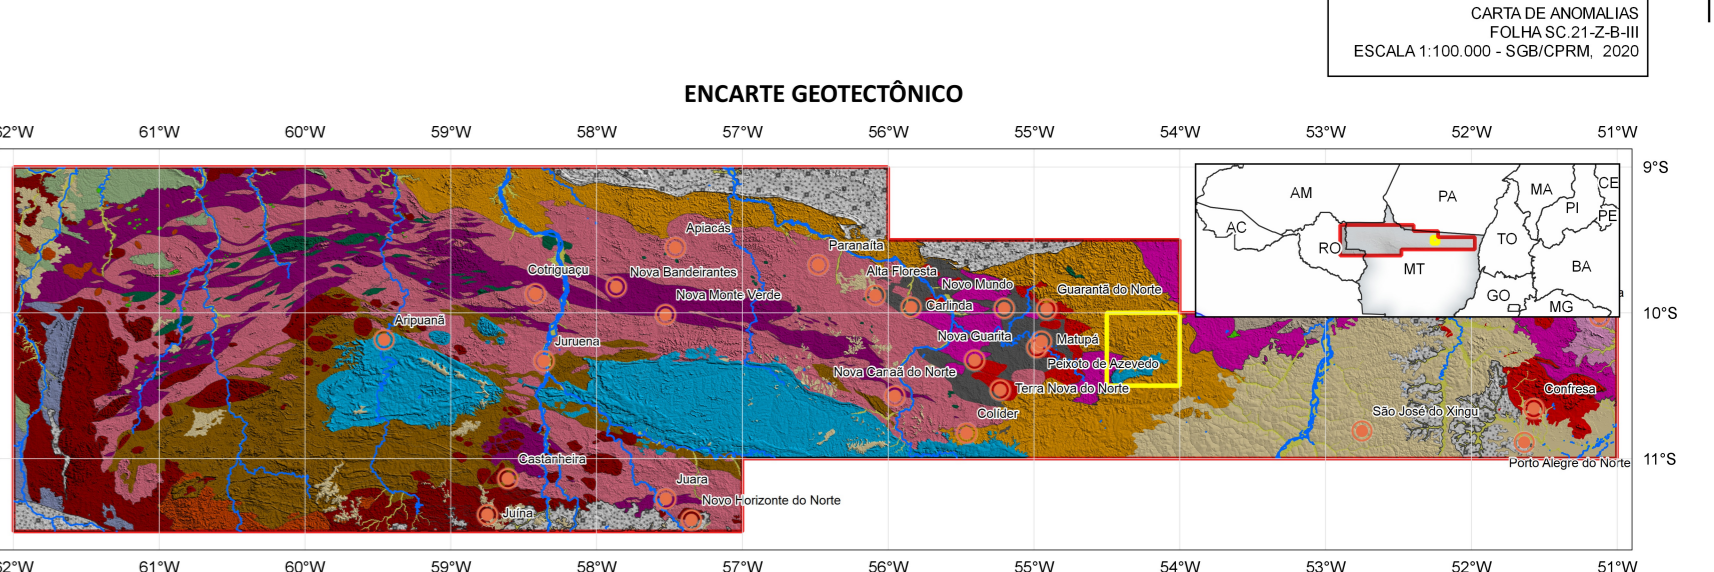 CARTA DE ANOMALIAS
FOLHA SC.21-Z-B-III
ESCALA 1:100.000 - SGB/CPRM, 2020
ENCARTE GEOTECTÔNICO
62°W 61°W 60°W 59°W 58°W 57°W 56°W 55°W 54°W 53°W 52°W 51°W
9°S
AM
PA
MA
CE
PI
PE
AC
RO
TO
MT
BA
GO
MG
Apiacás
Paranaíta
Cotriguaçu
Nova Bandeirantes
Alta Floresta
Novo Mundo
Guarantã do Norte
Nova Monte Verde
Carlinda
a
10°S
Aripuanã
Juruena
Nova Guarita
Matupá
Nova Canaã do Norte
Peixoto de Azevedo
Terra Nova do Norte
Confresa
Colíder
São José do Xingu
Castanheira
Porto Alegre do Norte
11°S
Juara
Novo Horizonte do Norte
Juína
62°W 61°W 60°W 59°W 58°W 57°W 56°W 55°W 54°W 53°W 52°W 51°W